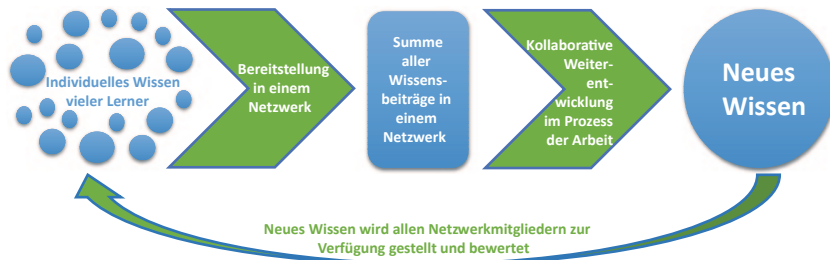 Individuelles Wissen
vieler Lerner
Bereitstellung
in einem
Netzwerk
Summe
aller
Wissens-
beiträge in
einem
Netzwerk
Kollaborative
Weiter-
ent-
wicklung
im Prozess
der Arbeit
Neues
Wissen
Neues Wissen wird allen Netzwerkmitgliedern zur
Verfügung gestellt und bewertet